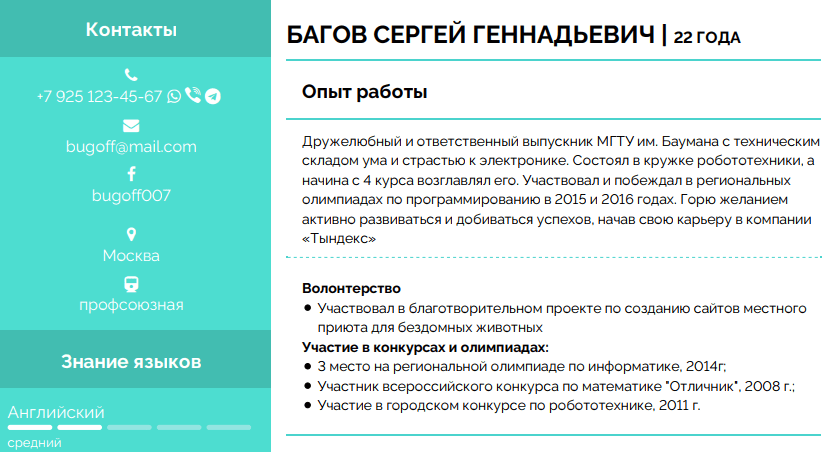 Контакты
+7 925 123-45-67
bugoff@mail.com
bugoff007
Москва
профсоюзная
Знание языков
Английский
средний
БАГОВ СЕРГЕЙ ГЕННАДЬЕВИЧ | 22 ГОДА
Опыт работы
Дружелюбный и ответственный выпускник МГТУ им. Баумана с техническим
складом ума и страстью к электронике. Состоял в кружке робототехники, а
начина с 4 курса возглавлял его. Участвовал и побеждал в региональных
олимпиадах по программированию в 2015 и 2016 годах. Горю желанием
активно развиваться и добиваться успехов, начав свою карьеру в компании
«Тындекс»
Волонтерство
● Участвовал в благотворительном проекте по созданию сайтов местного
приюта для бездомных животных
Участие в конкурсах и олимпиадах:
● 3 место на региональной олимпиаде по информатике, 2014г;
● Участник всероссийского конкурса по математике "Отличник", 2008 г.;
● Участие в городском конкурсе по робототехнике, 2011 г.